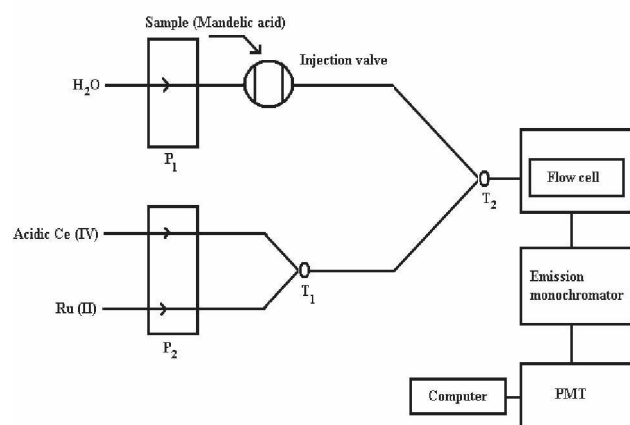 Sample (Mandelic acid)
Injection valve
H₂O
P₁
Flow cell
T₂
Acidic Ce (IV)
T₁
Emission
monochromator
Ru (II)
P₂
Computer
PMT